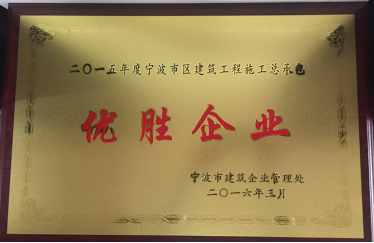 二〇一五年度宁波市区建筑工程施工总承包
优胜企业
宁波市建筑企业管理处
二〇一六年三月